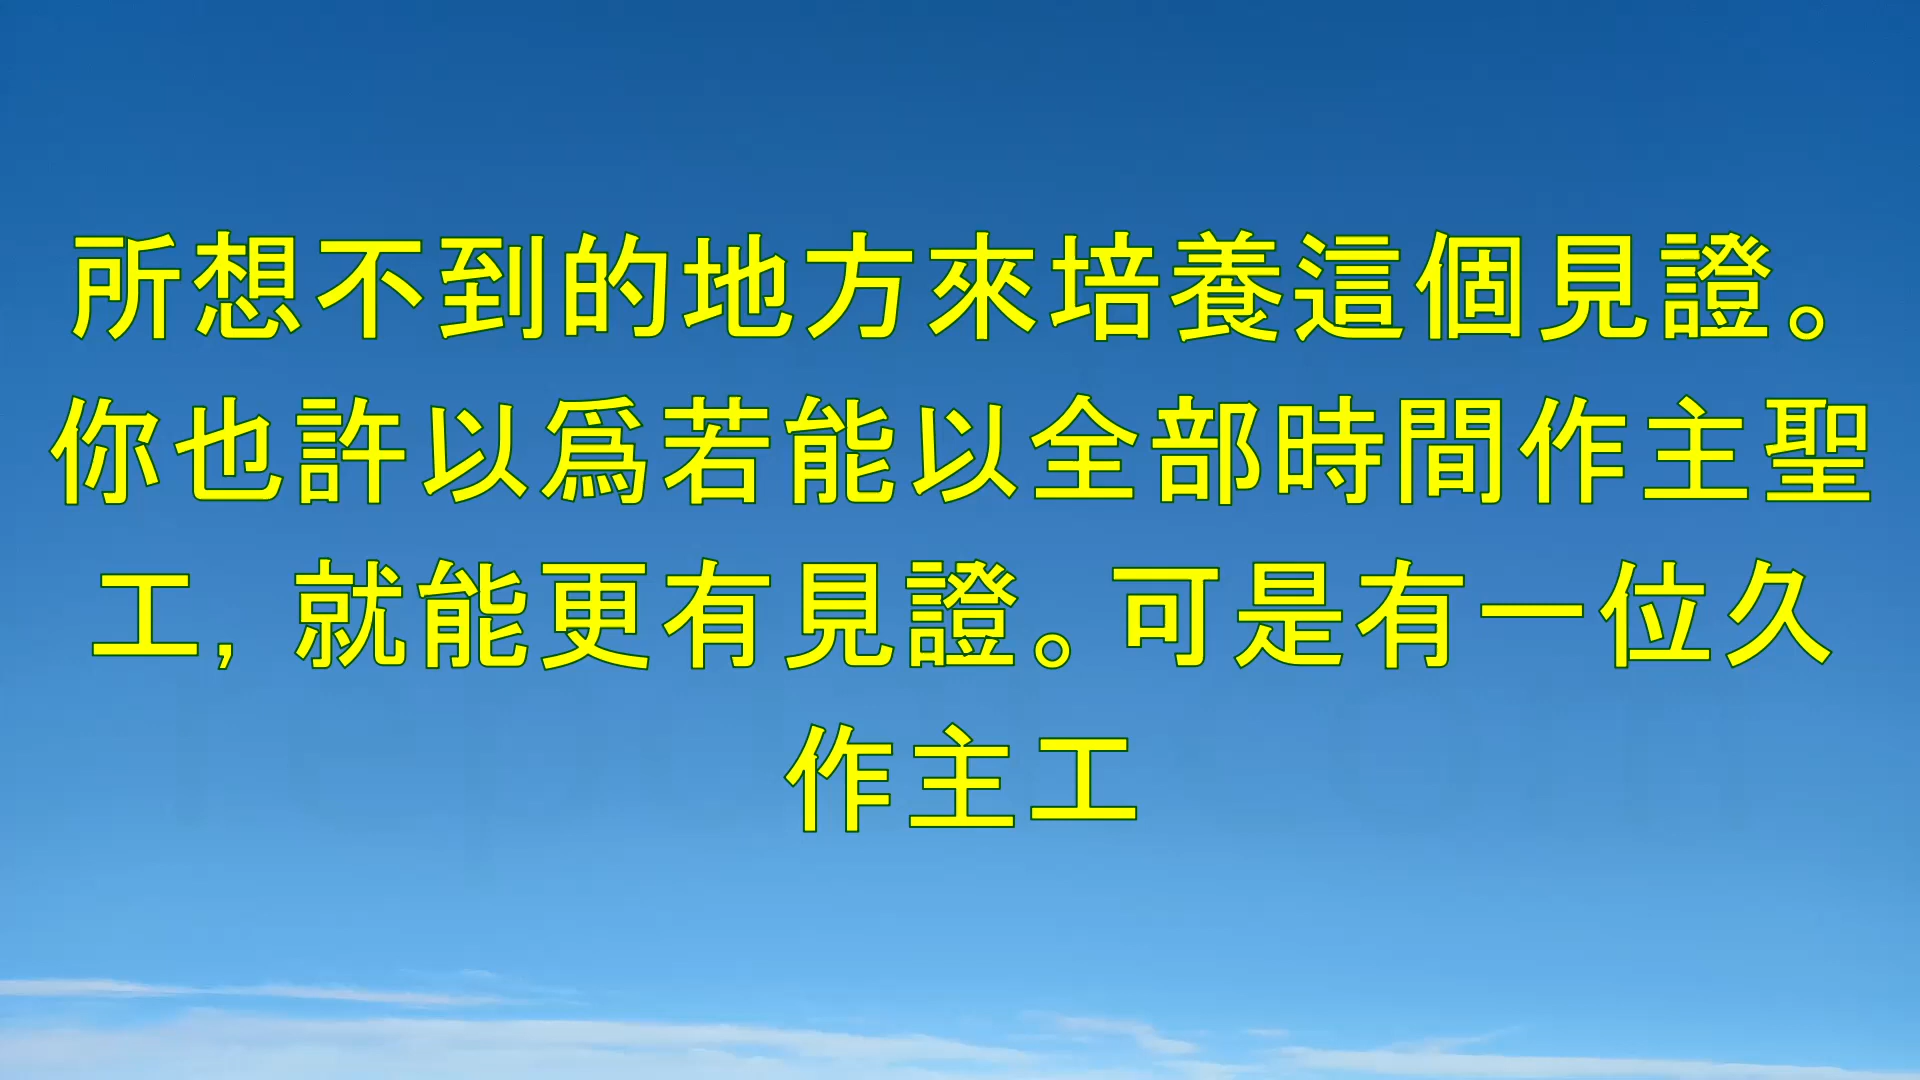 所想不到的地方來培養這個見證。
你也許以爲若能以全部時間作主聖
工，就能更有見證。可是有一位久
作主工